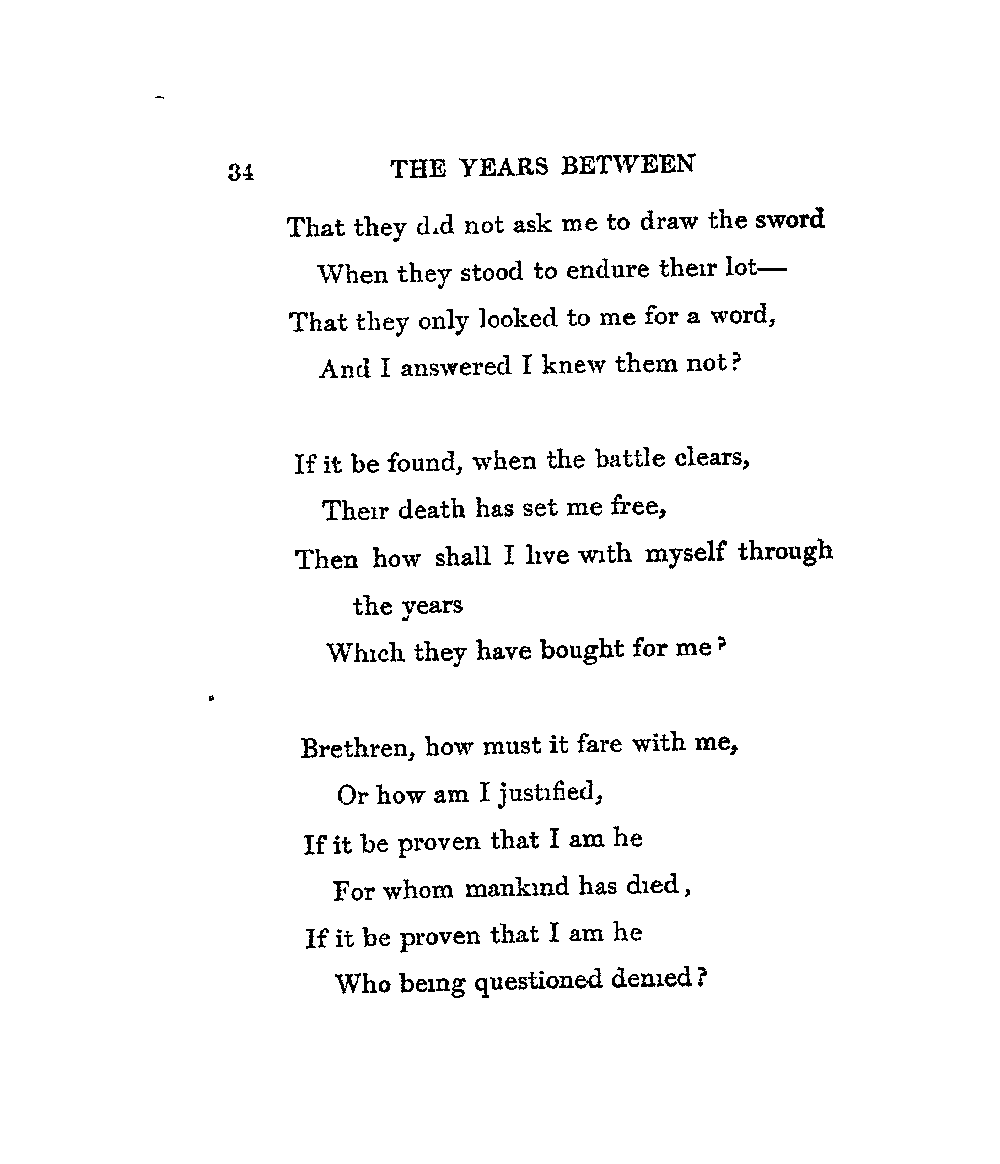 34 THE YEARS BETWEEN
That they did not ask me to draw the sword
When they stood to endure their lot—
That they only looked to me for a word,
And I answered I knew them not?
If it be found, when the battle clears,
Their death has set me free,
Then how shall I live with myself through
the years
Which they have bought for me?
Brethren, how must it fare with me,
Or how am I justified,
If it be proven that I am he
For whom mankind has died,
If it be proven that I am he
Who being questioned denied?